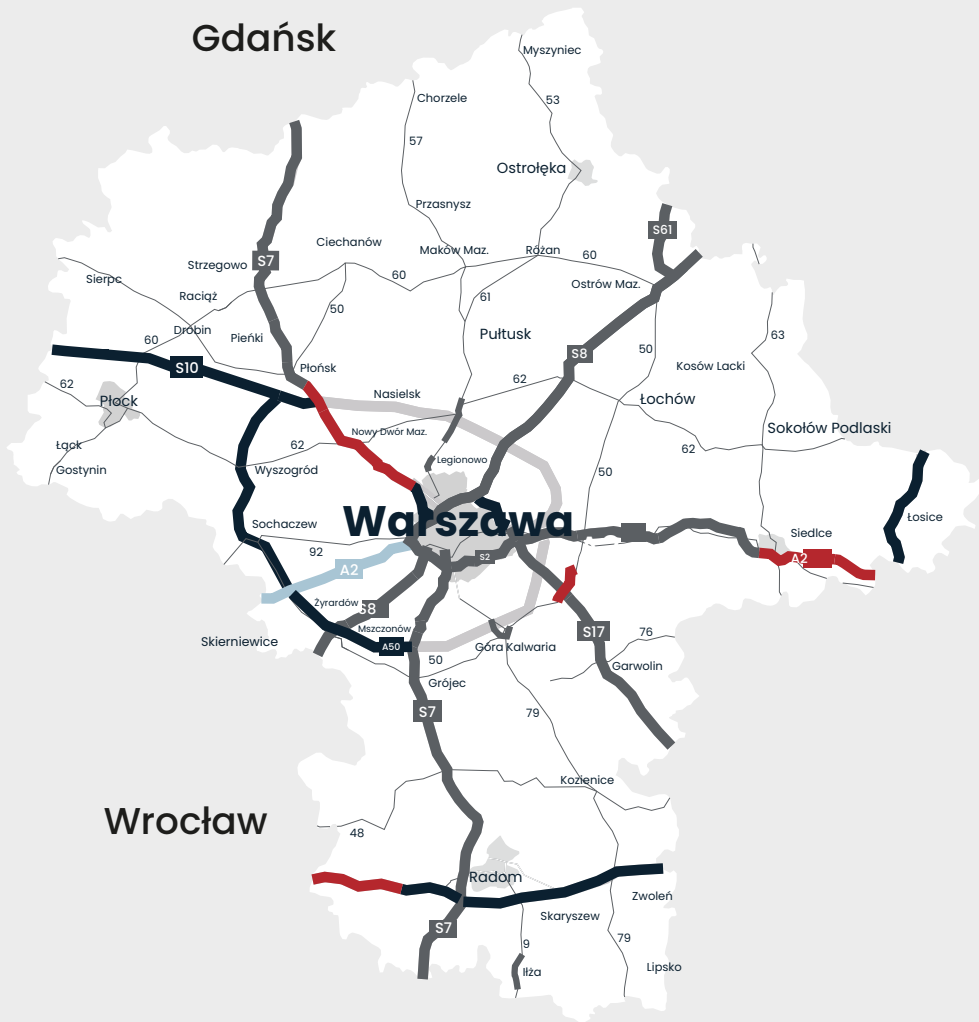 Gdańsk
Myszyniec
Chorzele
53
57
Ostrołęka
Przasnysz
S61
Ciechanów
Maków Maz.
Różan
60
S7
Strzegowo
Sierpc
60
Ostrów Maz.
Raciąż
61
50
Drobin
Pieńki
Pułtusk
63
60
50
S8
S10
Płońsk
Kosów Lacki
62
62
Nasielsk
Płock
Łochów
Sokołów Podlaski
Nowy Dwór Maz.
Łąck
62
62
Legionowo
Gostynin
Wyszogród
50
Warszawa
Łosice
Sochaczew
Siedlce
92
S2
A2
A2
Żyrardów
S8
Mszczonów
S17
76
Skierniewice
A50
Góra Kalwaria
50
Garwolin
Grójec
S7
79
Kozienice
Wrocław
48
Radom
Zwoleń
Skaryszew
S7
79
9
Iłża
Lipsko